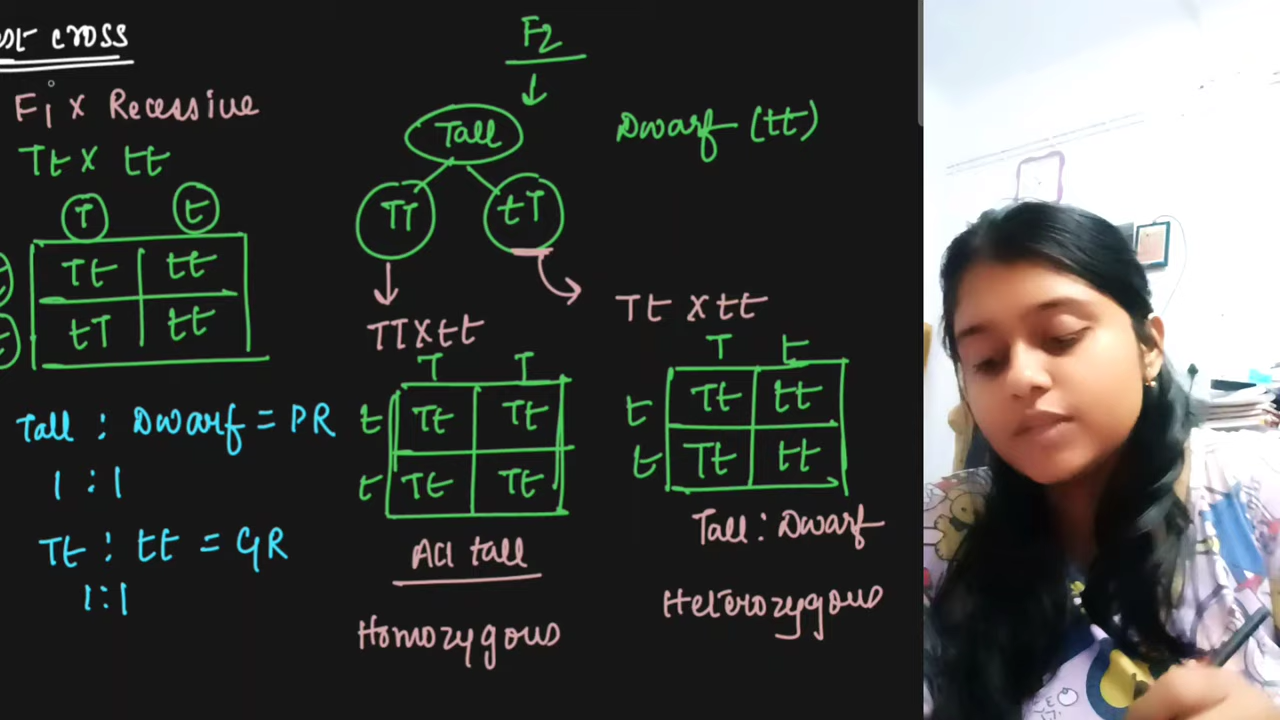 cross
F1 x Recessive
Tt x tt
T t
Tt tt
tT tt
Tall : Dwarf = PR
1 : 1
Tt : tt = GR
1:1
F2
Tall
Dwarf (tt)
TT tT
TTxtt
T T
t Tt Tt
t Tt Tt
All tall
Homozygous
Tt x tt
T t
t Tt tt
t Tt tt
Tall: Dwarf
Heterozygous